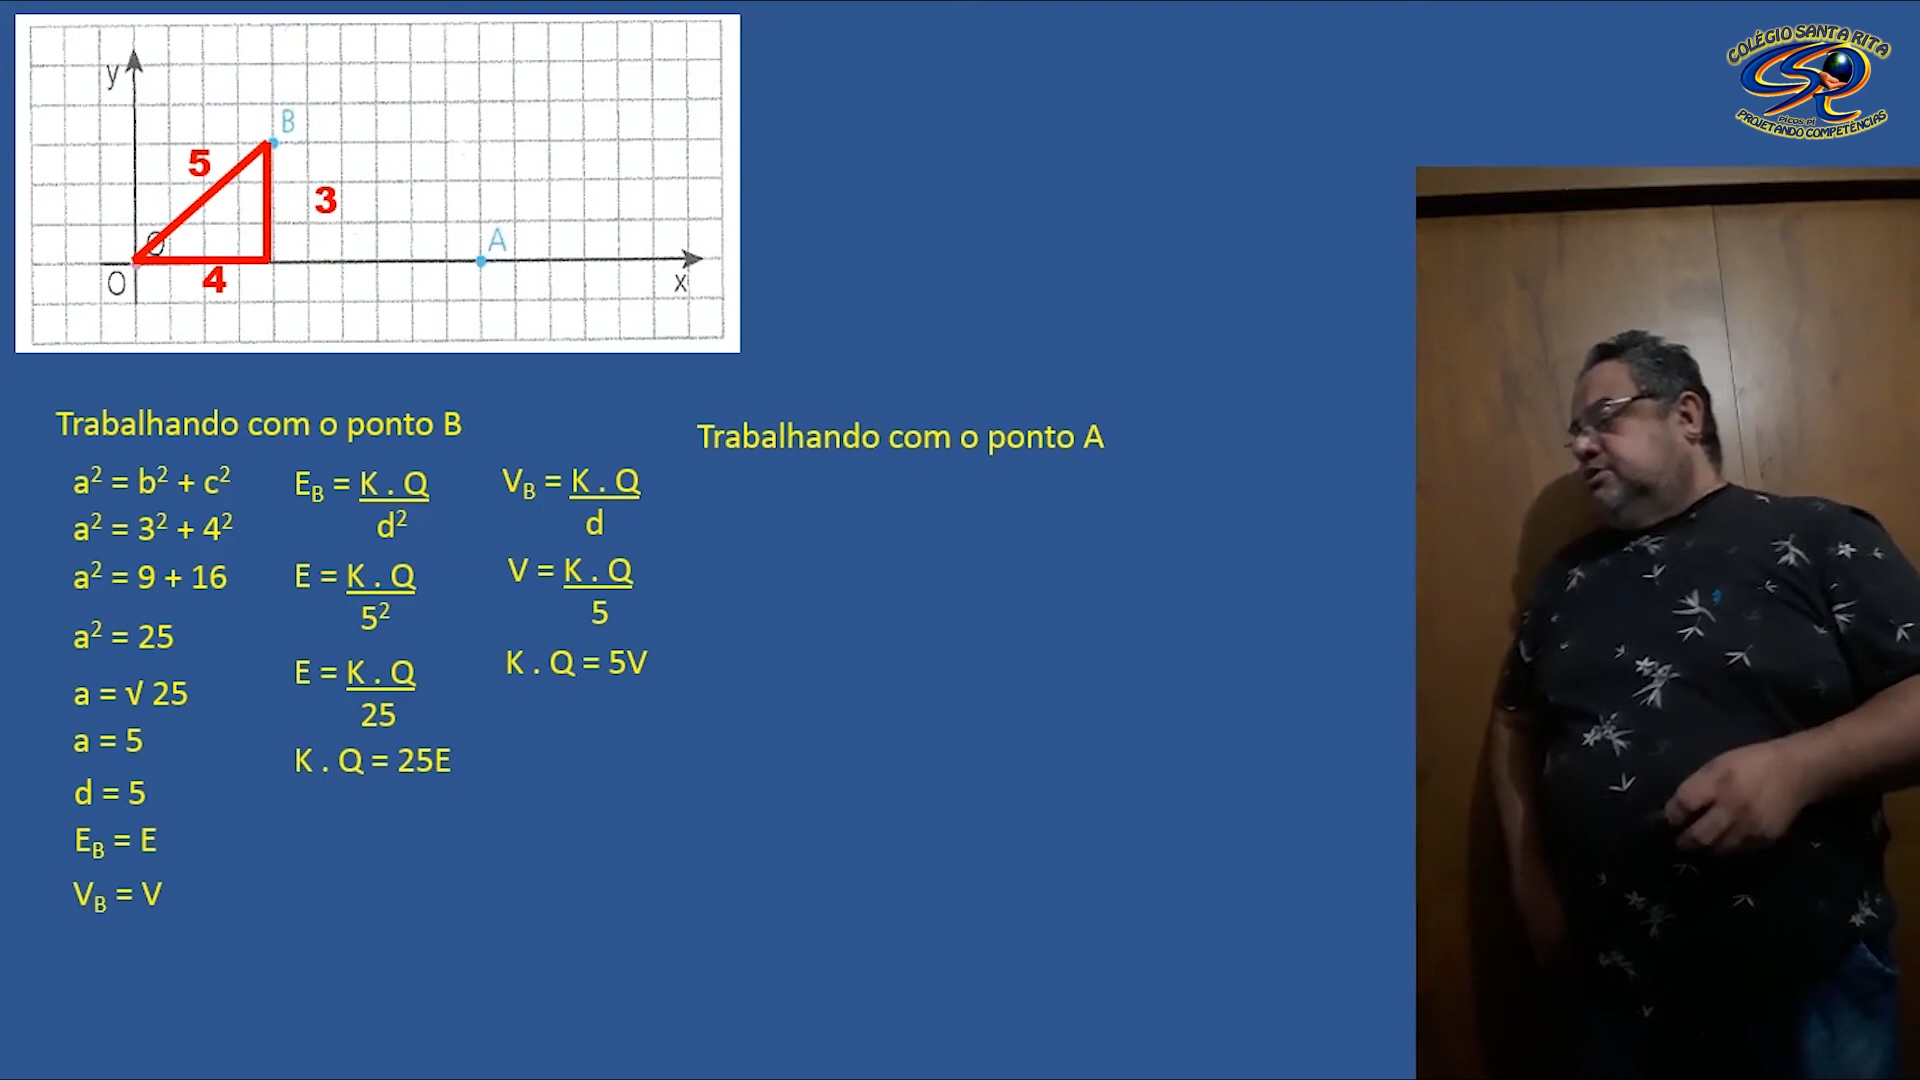 COLÉGIO SANTA RITA
Picos PI
PROJETANDO COMPETÊNCIAS
y
B
5
3
Q
A
O
4
x
Trabalhando com o ponto B
a² = b² + c²
a² = 3² + 4²
a² = 9 + 16
a² = 25
a = √ 25
a = 5
d = 5
E_B = E
V_B = V
E_B = K . Q
d²
E = K . Q
5²
E = K . Q
25
K . Q = 25E
V_B = K . Q
d
V = K . Q
5
K . Q = 5V
Trabalhando com o ponto A